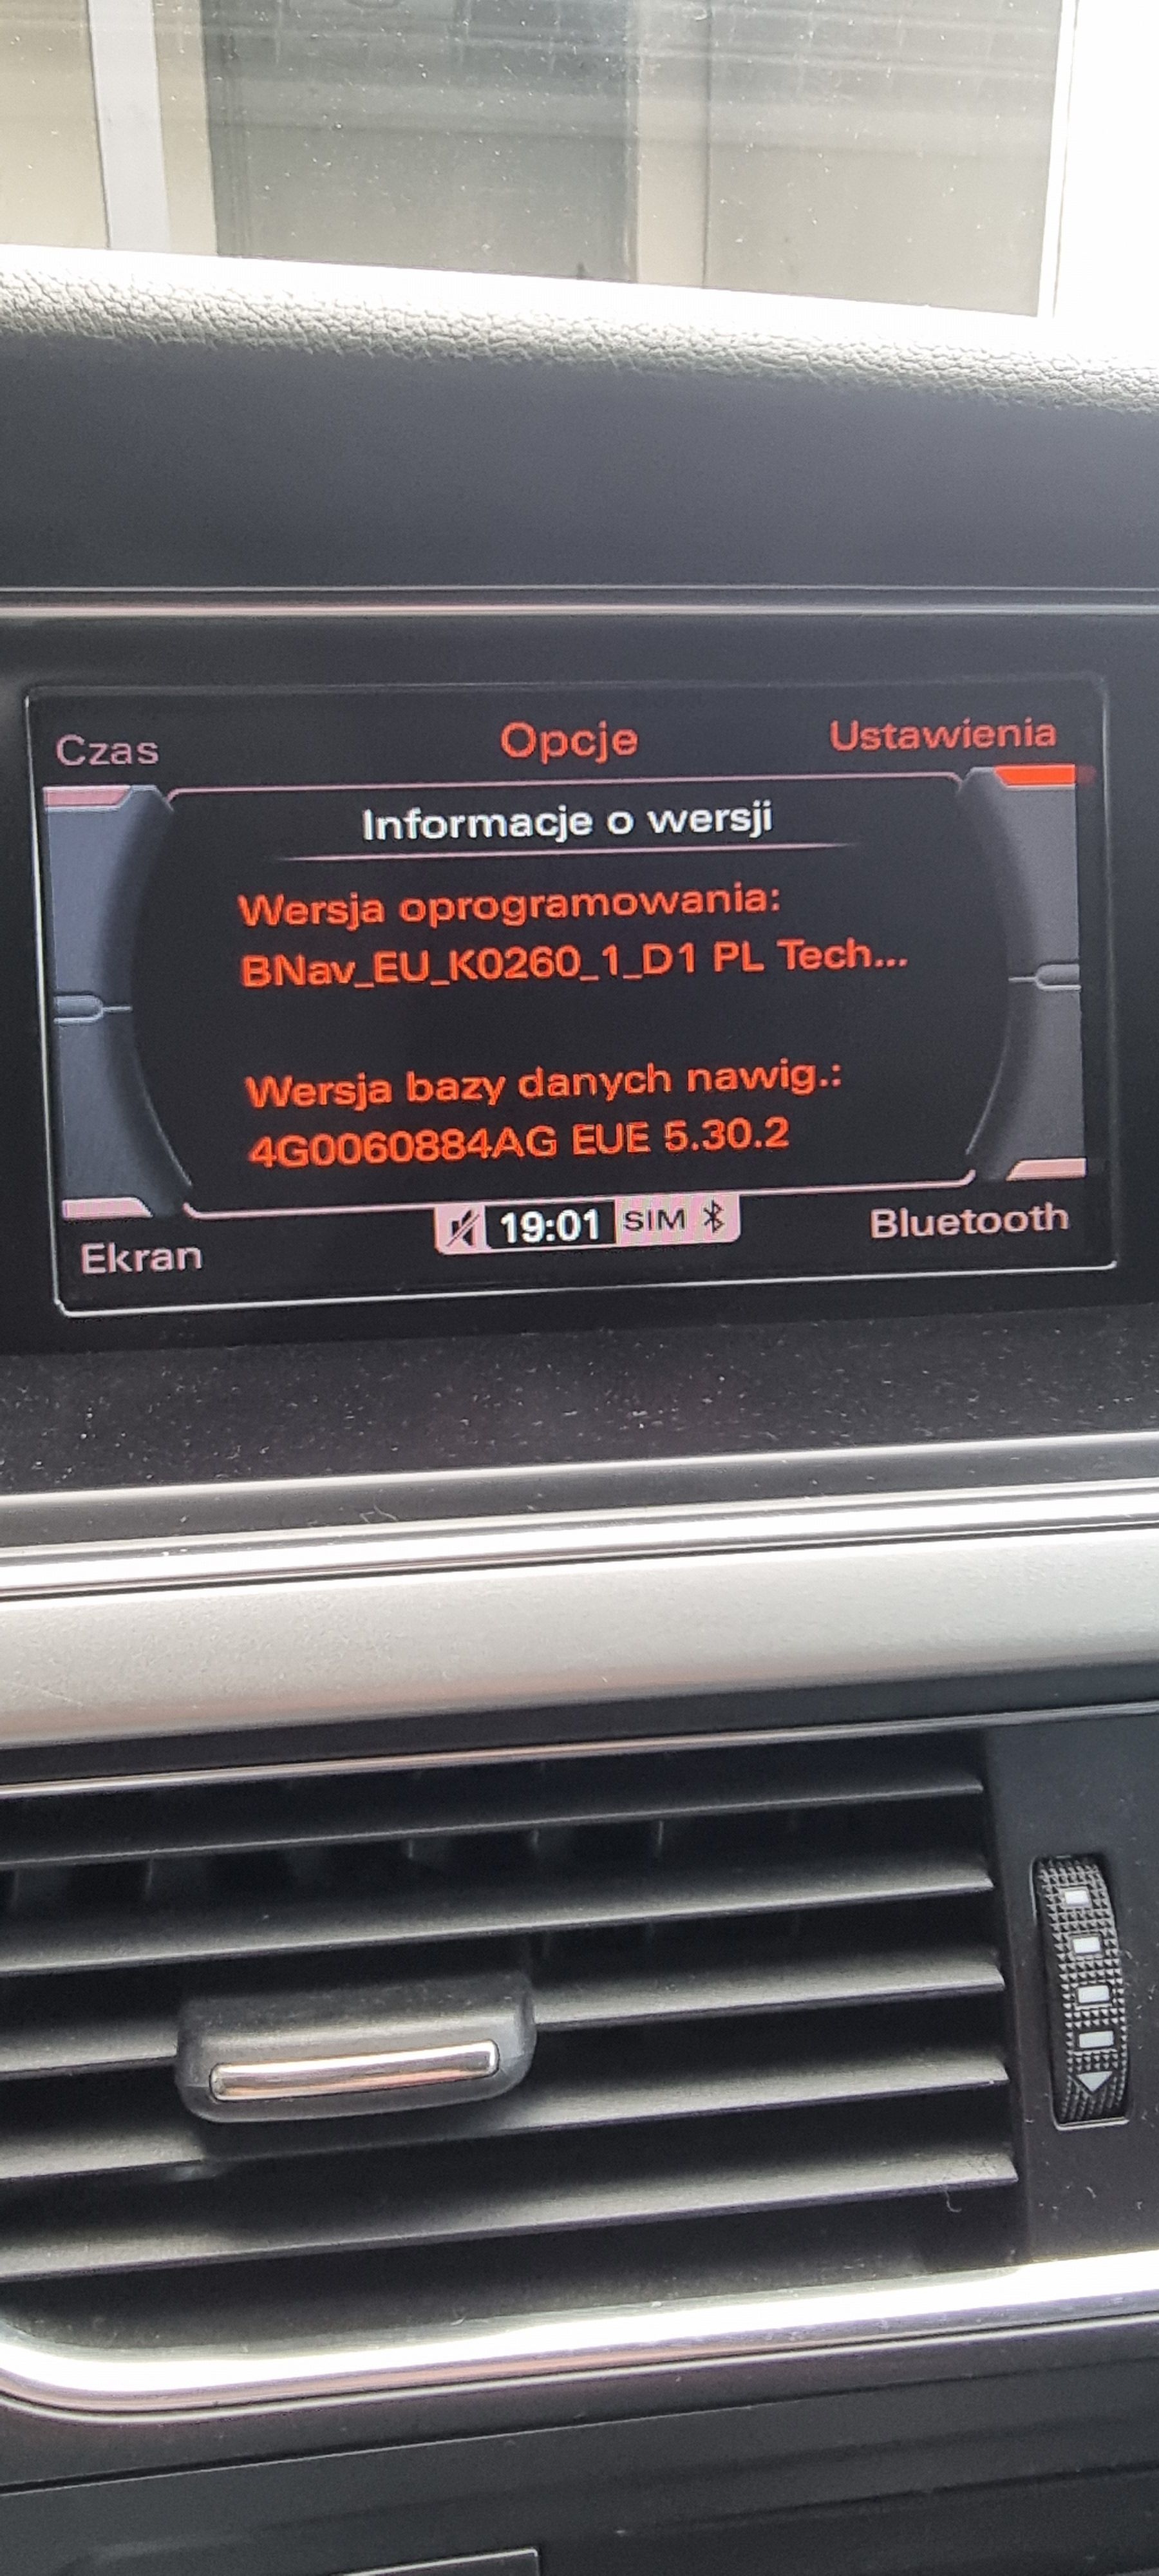 Czas Opcje Ustawienia
Informacje o wersji
Wersja oprogramowania:
BNav_EU_K0260_1_D1 PL Tech...
Wersja bazy danych nawig.:
4G0060884AG EUE 5.30.2
19:01 SIM
Ekran Bluetooth